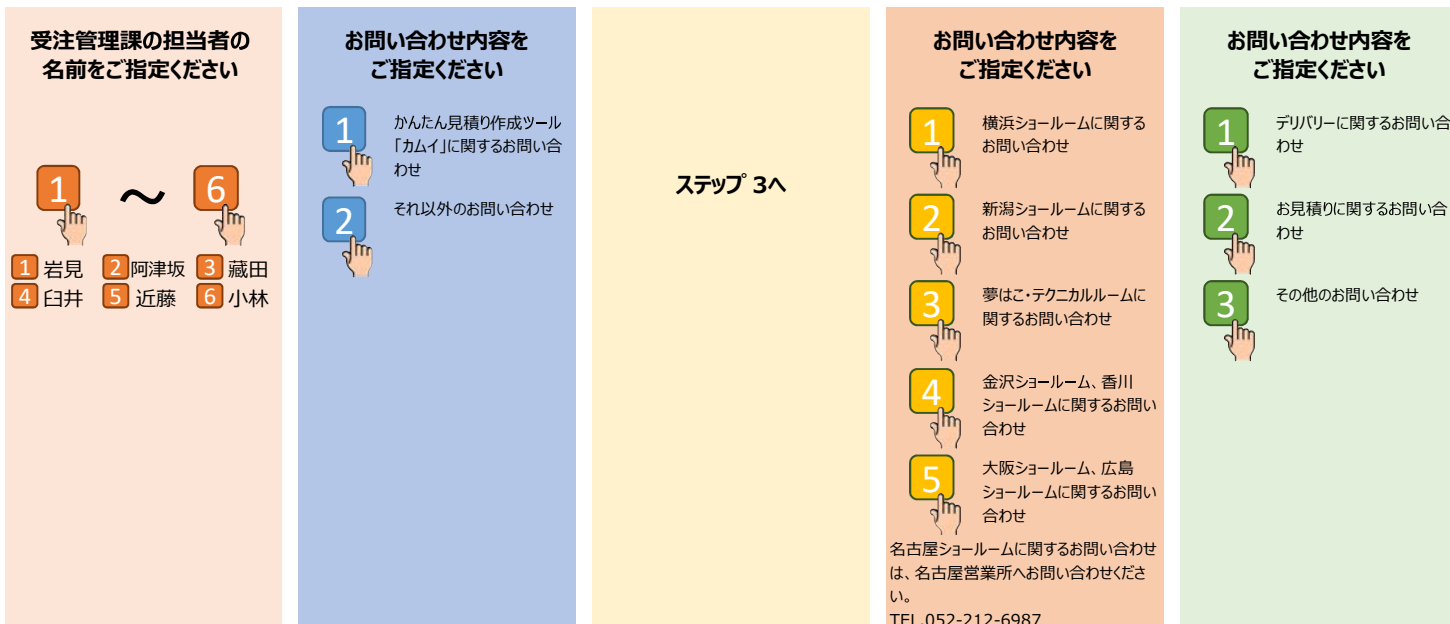 受注管理課の担当者の
名前をご指定ください
1 ～ 6
1 岩見 2 阿津坂 3 蔵田
4 臼井 5 近藤 6 小林
お問い合わせ内容を
ご指定ください
1 かんたん見積り作成ツール
「カムイ」に関するお問い合
わせ
2 それ以外のお問い合わせ
ステップ 3へ
お問い合わせ内容を
ご指定ください
1 横浜ショールームに関する
お問い合わせ
2 新潟ショールームに関する
お問い合わせ
3 夢はこ・テクニカルルームに
関するお問い合わせ
4 金沢ショールーム、香川
ショールームに関するお問い
合わせ
5 大阪ショールーム、広島
ショールームに関するお問い
合わせ
名古屋ショールームに関するお問い合わせ
は、名古屋営業所へお問い合わせくださ
い。
TEL.052-212-6987
お問い合わせ内容を
ご指定ください
1 デリバリーに関するお問い合
わせ
2 お見積りに関するお問い合
わせ
3 その他のお問い合わせ